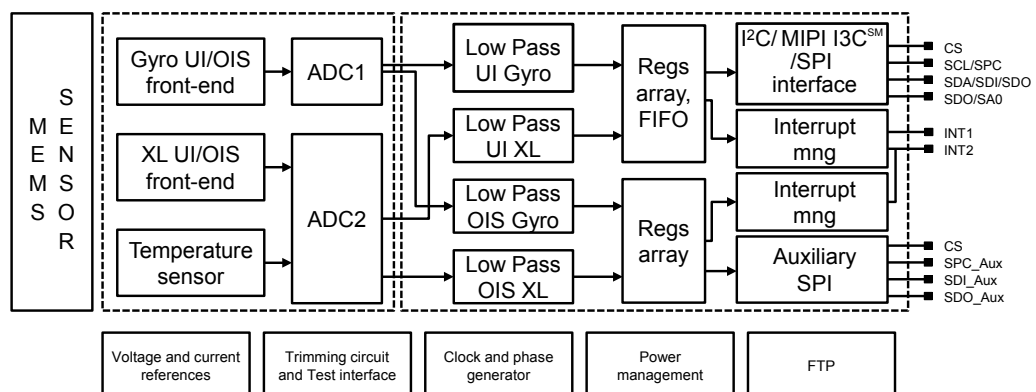 MEMS
SENSOR
Gyro UI/OIS
front-end
XL UI/OIS
front-end
Temperature
sensor
ADC1
ADC2
Low Pass
UI Gyro
Low Pass
UI XL
Low Pass
OIS Gyro
Low Pass
OIS XL
Regs
array,
FIFO
Regs
array
I²C/ MIPI I3C℠
/SPI
interface
Interrupt
mng
Interrupt
mng
Auxiliary
SPI
CS
SCL/SPC
SDA/SDI/SDO
SDO/SA0
INT1
INT2
CS
SPC_Aux
SDI_Aux
SDO_Aux
Voltage and current
references
Trimming circuit
and Test interface
Clock and phase
generator
Power
management
FTP